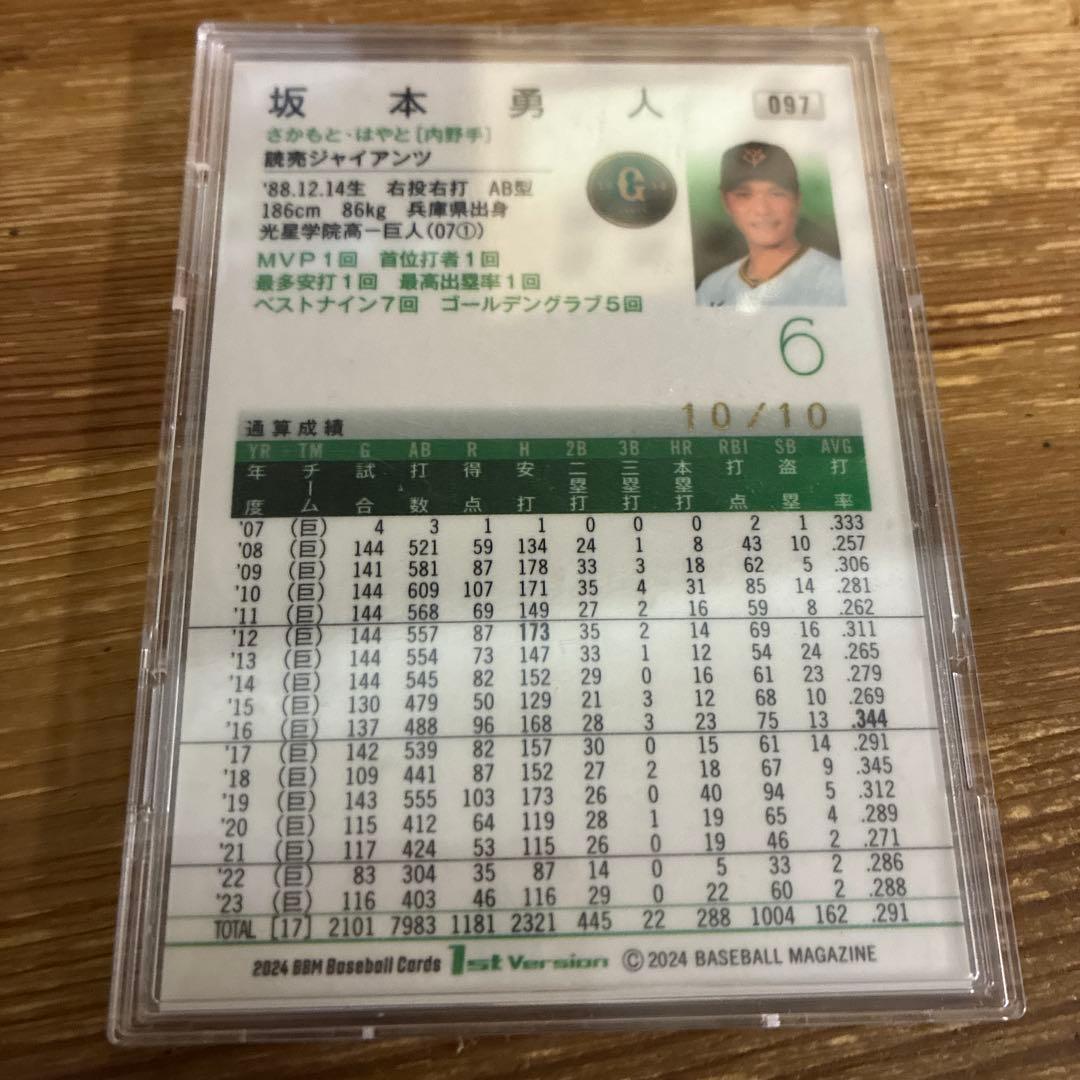 坂本勇人 097
さかもと・はやと[内野手]
読売ジャイアンツ
'88.12.14生 右投右打 AB型
186cm 86kg 兵庫県出身
光星学院高ー巨人(07①)
MVP1回 首位打者1回
最多安打1回 最高出塁率1回
ベストナイン7回 ゴールデングラブ5回
G
6
10/10
通算成績
YR TM G AB R H 2B 3B HR RBI SB AVG
年度 チーム 試合 打数 得点 安打 二塁打 三塁打 本塁打 打点 盗塁 打率
'07 (巨) 4 3 1 1 0 0 0 2 1 .333
'08 (巨) 144 521 59 134 24 1 8 43 10 .257
'09 (巨) 141 581 87 178 33 3 18 62 5 .306
'10 (巨) 144 609 107 171 35 4 31 85 14 .281
'11 (巨) 144 568 69 149 27 2 16 59 8 .262
'12 (巨) 144 557 87 173 35 2 14 69 16 .311
'13 (巨) 144 554 73 147 33 1 12 54 24 .265
'14 (巨) 144 545 82 152 29 0 16 61 23 .279
'15 (巨) 130 479 50 129 21 3 12 68 10 .269
'16 (巨) 137 488 96 168 28 3 23 75 13 .344
'17 (巨) 142 539 82 157 30 0 15 61 14 .291
'18 (巨) 109 441 87 152 27 2 18 67 9 .345
'19 (巨) 143 555 103 173 26 0 40 94 5 .312
'20 (巨) 115 412 64 119 28 1 19 65 4 .289
'21 (巨) 117 424 53 115 26 0 19 46 2 .271
'22 (巨) 83 304 35 87 14 0 5 33 2 .286
'23 (巨) 116 403 46 116 29 0 22 60 2 .288
TOTAL [17] 2101 7983 1181 2321 445 22 288 1004 162 .291
2024 BBM Baseball Cards 1st Version ©2024 BASEBALL MAGAZINE